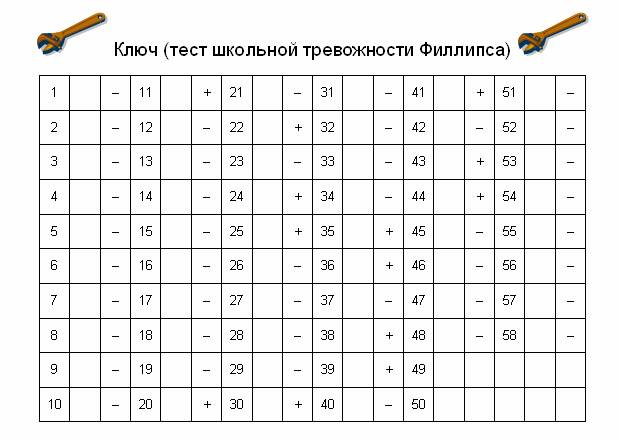 Ключ (тест школьной тревожности Филлипса)
1 – 11 + 21 – 31 – 41 + 51 –
2 – 12 – 22 + 32 – 42 – 52 –
3 – 13 – 23 – 33 – 43 + 53 –
4 – 14 – 24 + 34 – 44 + 54 –
5 – 15 – 25 + 35 + 45 – 55 –
6 – 16 – 26 – 36 + 46 – 56 –
7 – 17 – 27 – 37 – 47 – 57 –
8 – 18 – 28 – 38 + 48 – 58 –
9 – 19 – 29 – 39 + 49
10 – 20 + 30 + 40 – 50